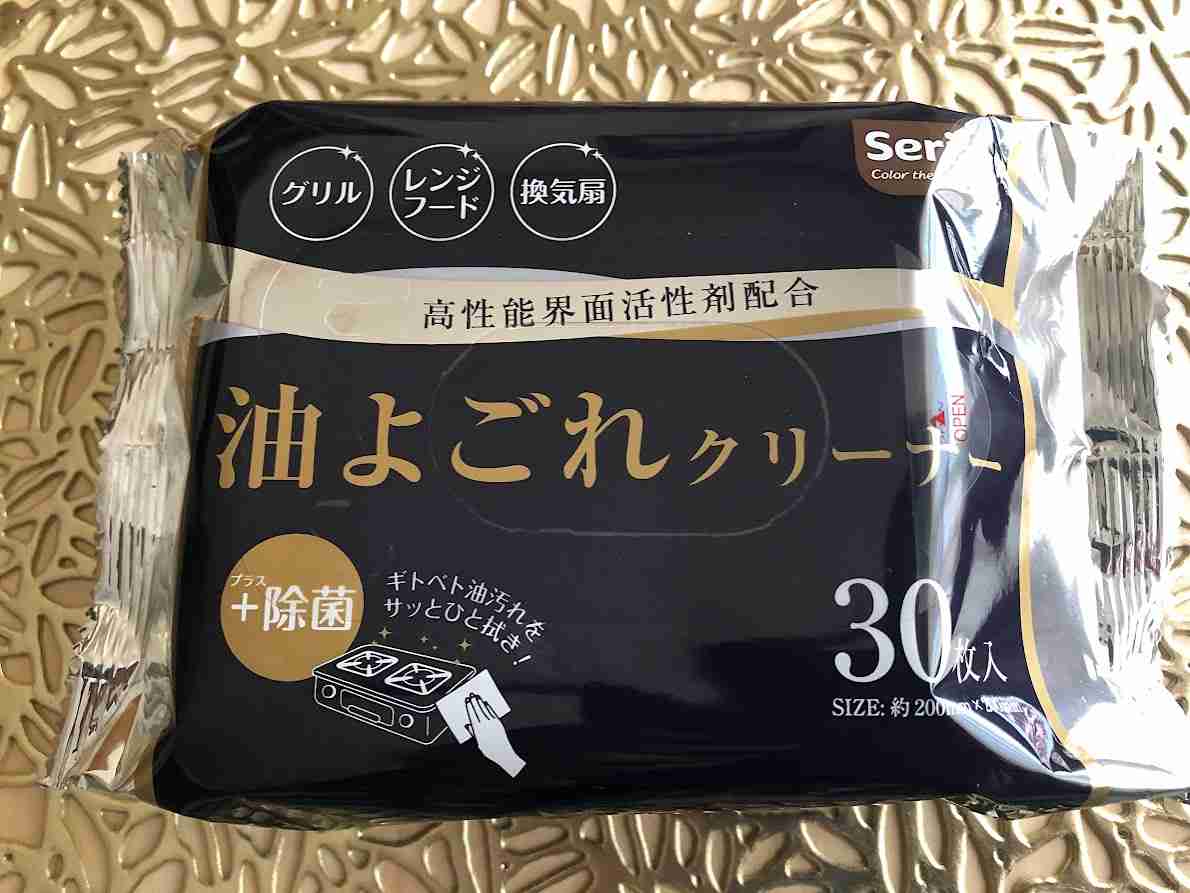 グリル
レンジ
フード
換気扇
Seri
Color the
高性能界面活性剤配合
油よごれクリーナー
OPEN
プラス
+除菌
ギトベト油汚れを
サッとひと拭き!
30枚入
SIZE: 約 200mm ×